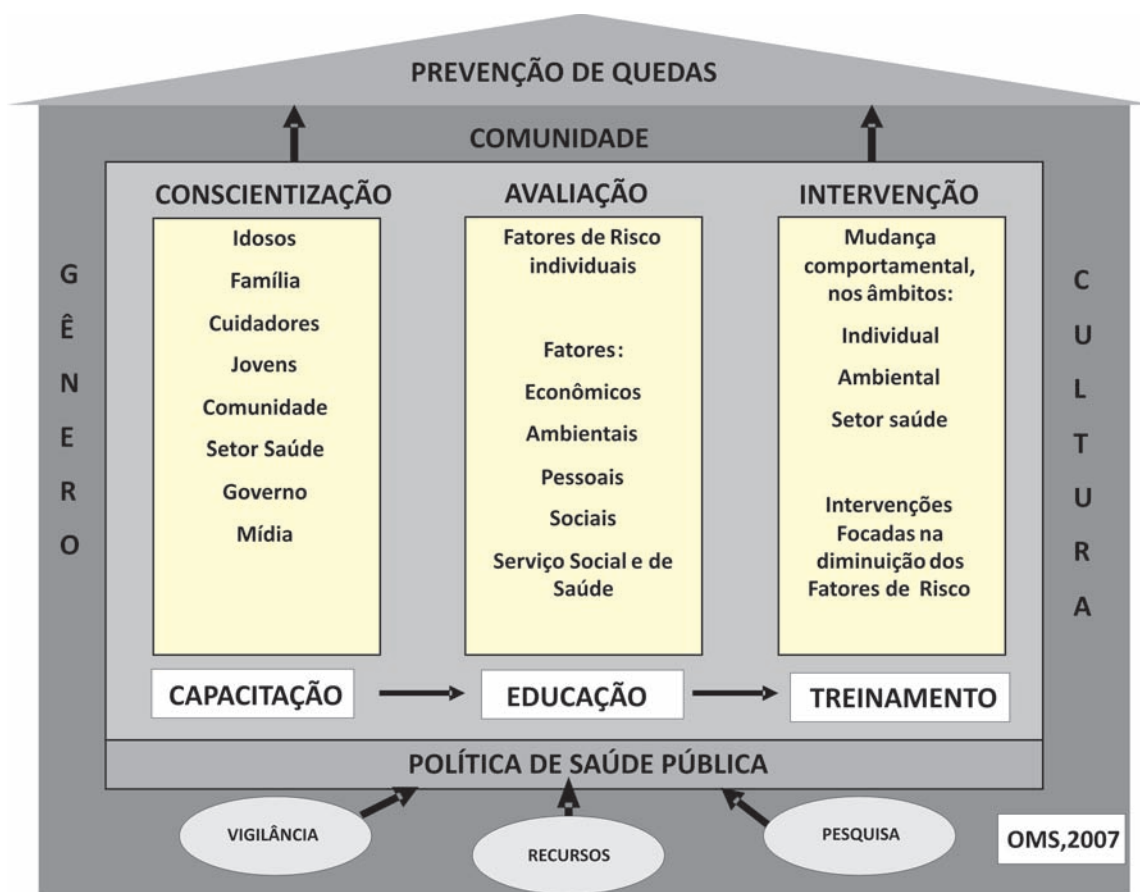 PREVENÇÃO DE QUEDAS
COMUNIDADE
GÊNERO
CONSCIENTIZAÇÃO
Idosos
Família
Cuidadores
Jovens
Comunidade
Setor Saúde
Governo
Mídia
AVALIAÇÃO
Fatores de Risco
individuais
Fatores:
Econômicos
Ambientais
Pessoais
Sociais
Serviço Social e de
Saúde
INTERVENÇÃO
Mudança
comportamental,
nos âmbitos:
Individual
Ambiental
Setor saúde
Intervenções
Focadas na
diminuição dos
Fatores de Risco
CULTURA
CAPACITAÇÃO
EDUCAÇÃO
TREINAMENTO
POLÍTICA DE SAÚDE PÚBLICA
VIGILÂNCIA
RECURSOS
PESQUISA
OMS,2007